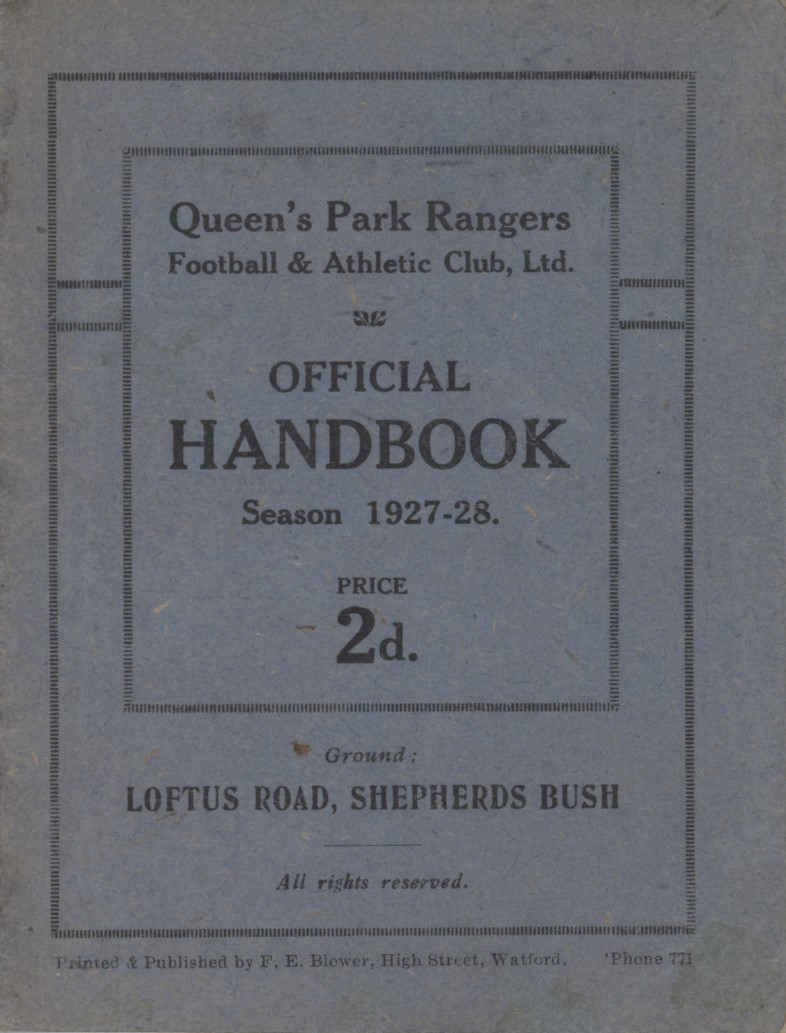 Queen's Park Rangers
Football & Athletic Club, Ltd.
OFFICIAL
HANDBOOK
Season 1927-28.
PRICE
2d.
Ground :
LOFTUS ROAD, SHEPHERDS BUSH
All rights reserved.
Printed & Published by F. E. Blower, High Street, Watford. 'Phone 771